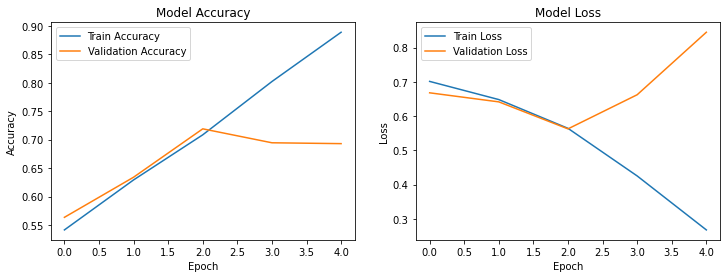 Model Accuracy
Train Accuracy
Validation Accuracy
Accuracy
0.90
0.85
0.80
0.75
0.70
0.65
0.60
0.55
0.0 0.5 1.0 1.5 2.0 2.5 3.0 3.5 4.0
Epoch
Model Loss
Train Loss
Validation Loss
Loss
0.8
0.7
0.6
0.5
0.4
0.3
0.0 0.5 1.0 1.5 2.0 2.5 3.0 3.5 4.0
Epoch